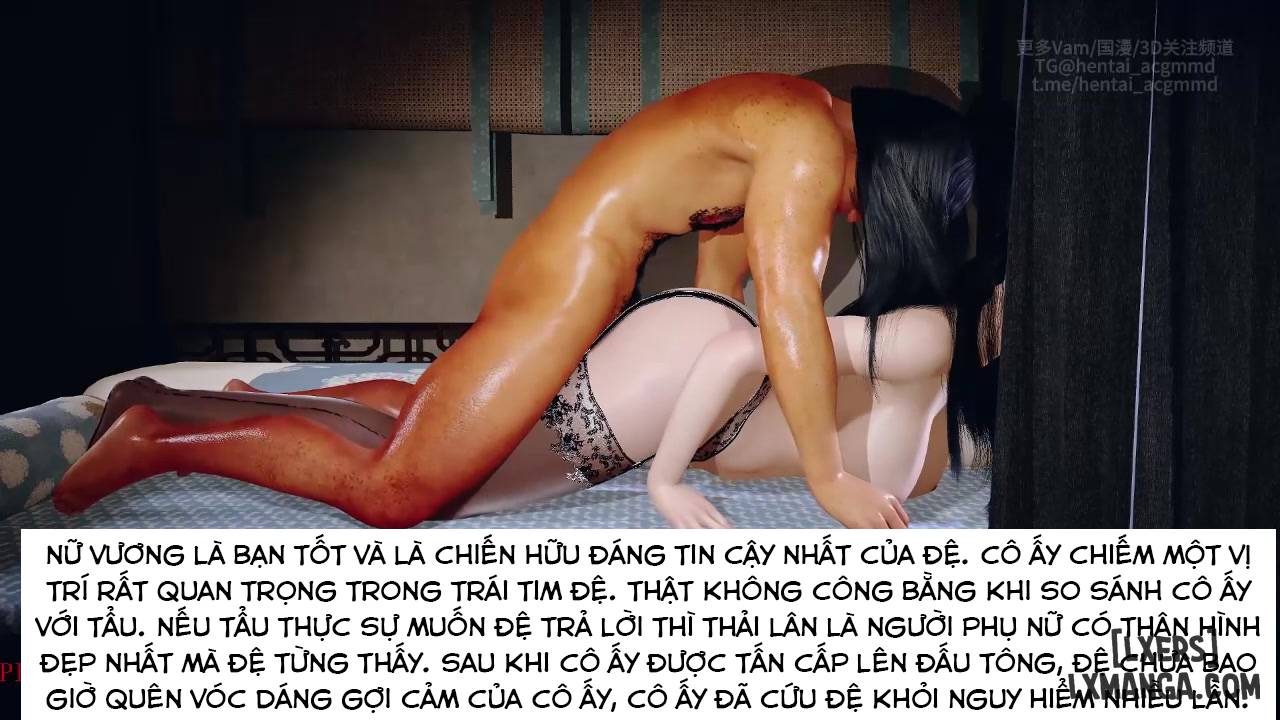 更多Vam/国漫/3D关注频道
TG@hentai_acgmmd
t.me/hentai_acgmmd
NỮ VƯƠNG LÀ BẠN TỐT VÀ LÀ CHIẾN HỮU ĐÁNG TIN CẬY NHẤT CỦA ĐỆ. CÔ ẤY CHIẾM MỘT VỊ
TRÍ RẤT QUAN TRỌNG TRONG TRÁI TIM ĐỆ. THẬT KHÔNG CÔNG BẰNG KHI SO SÁNH CÔ ẤY
VỚI TẨU. NẾU TẨU THỰC SỰ MUỐN ĐỆ TRẢ LỜI THÌ THẢI LÂN LÀ NGƯỜI PHỤ NỮ CÓ THÂN HÌNH
ĐẸP NHẤT MÀ ĐỆ TỪNG THẤY. SAU KHI CÔ ẤY ĐƯỢC TẤN CẤP LÊN ĐẤU TÔNG, ĐỆ CHƯA BAO
GIỜ QUÊN VÓC DÁNG GỢI CẢM CỦA CÔ ẤY, CÔ ẤY ĐÃ CỨU ĐỆ KHỎI NGUY HIỂM NHIỀU LẦN.
[LXERS]
LXMANGA.COM